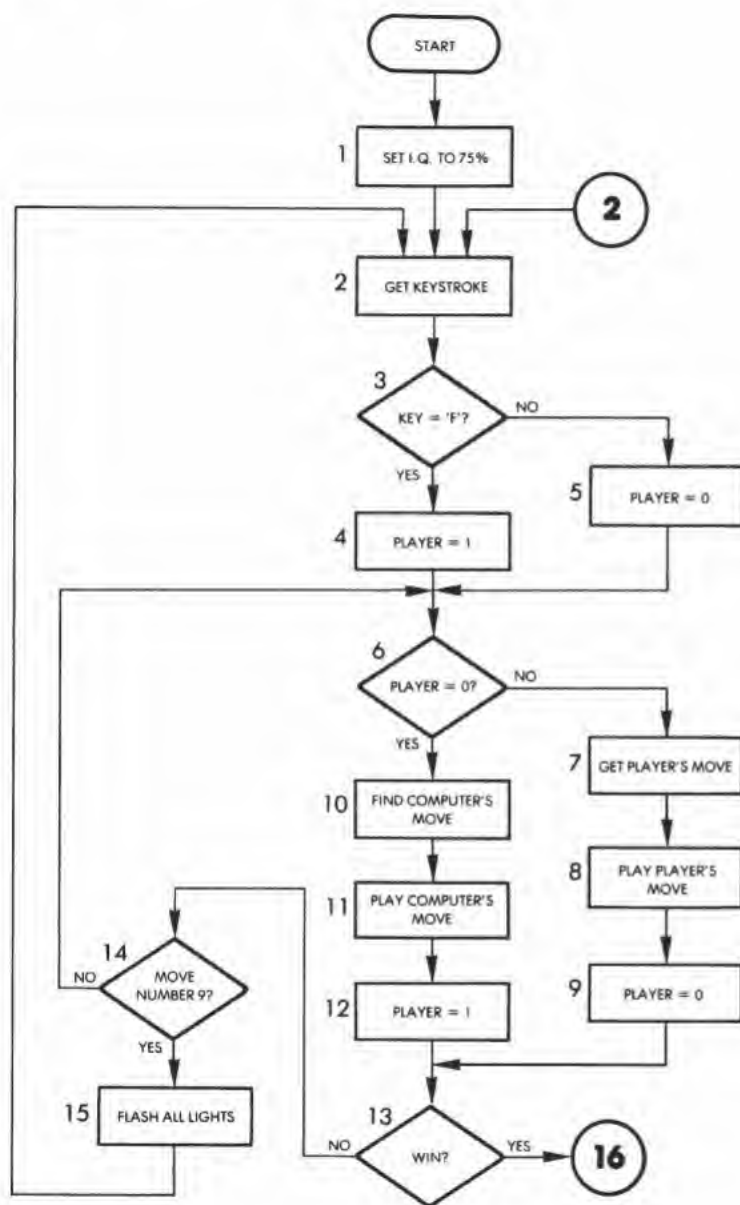 START
1
SET I.Q. TO 75%
2
2
GET KEYSTROKE
3
KEY = 'F'?
NO
YES
5
PLAYER = 0
4
PLAYER = 1
6
PLAYER = 0?
NO
YES
7
GET PLAYER'S MOVE
10
FIND COMPUTER'S
MOVE
8
PLAY PLAYER'S
MOVE
11
PLAY COMPUTER'S
MOVE
14
MOVE
NUMBER 9?
NO
YES
9
PLAYER = 0
12
PLAYER = 1
15
FLASH ALL LIGHTS
13
WIN?
NO
YES
16